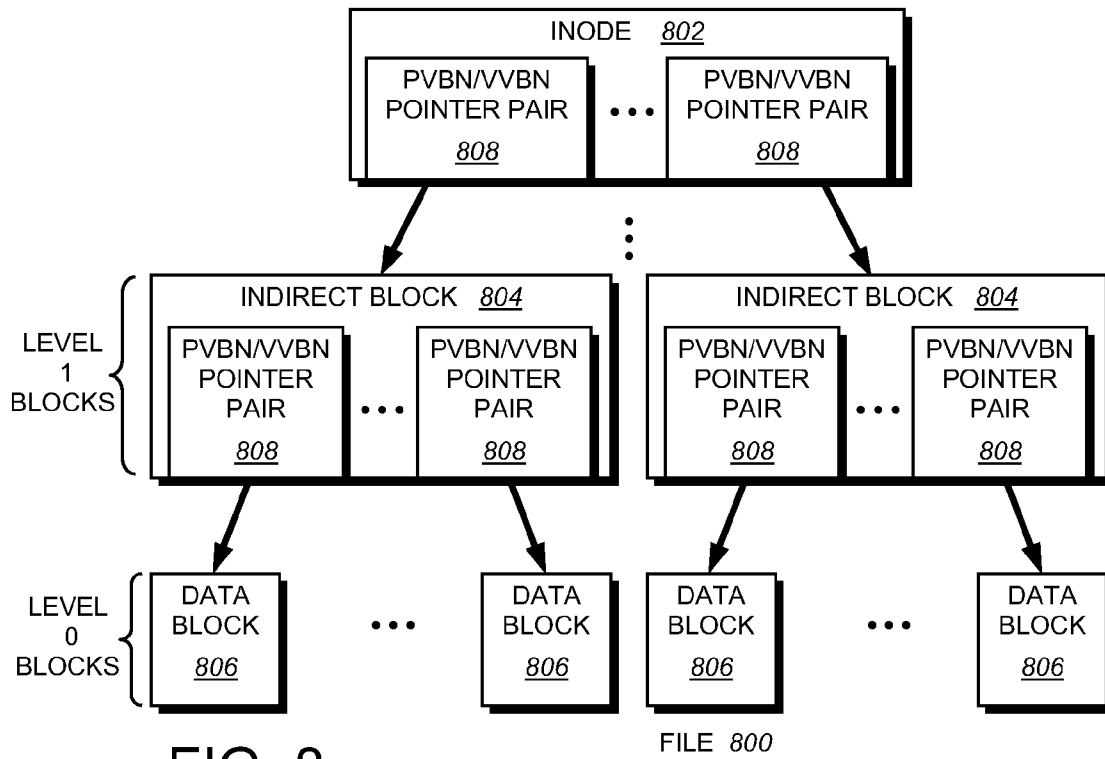 INODE 802
PVBN/VVBN
POINTER PAIR
808
PVBN/VVBN
POINTER PAIR
808
LEVEL
1
BLOCKS
INDIRECT BLOCK 804
PVBN/VVBN
POINTER
PAIR
808
PVBN/VVBN
POINTER
PAIR
808
INDIRECT BLOCK 804
PVBN/VVBN
POINTER
PAIR
808
PVBN/VVBN
POINTER
PAIR
808
LEVEL
0
BLOCKS
DATA
BLOCK
806
DATA
BLOCK
806
DATA
BLOCK
806
DATA
BLOCK
806
FILE 800
FIG. 8